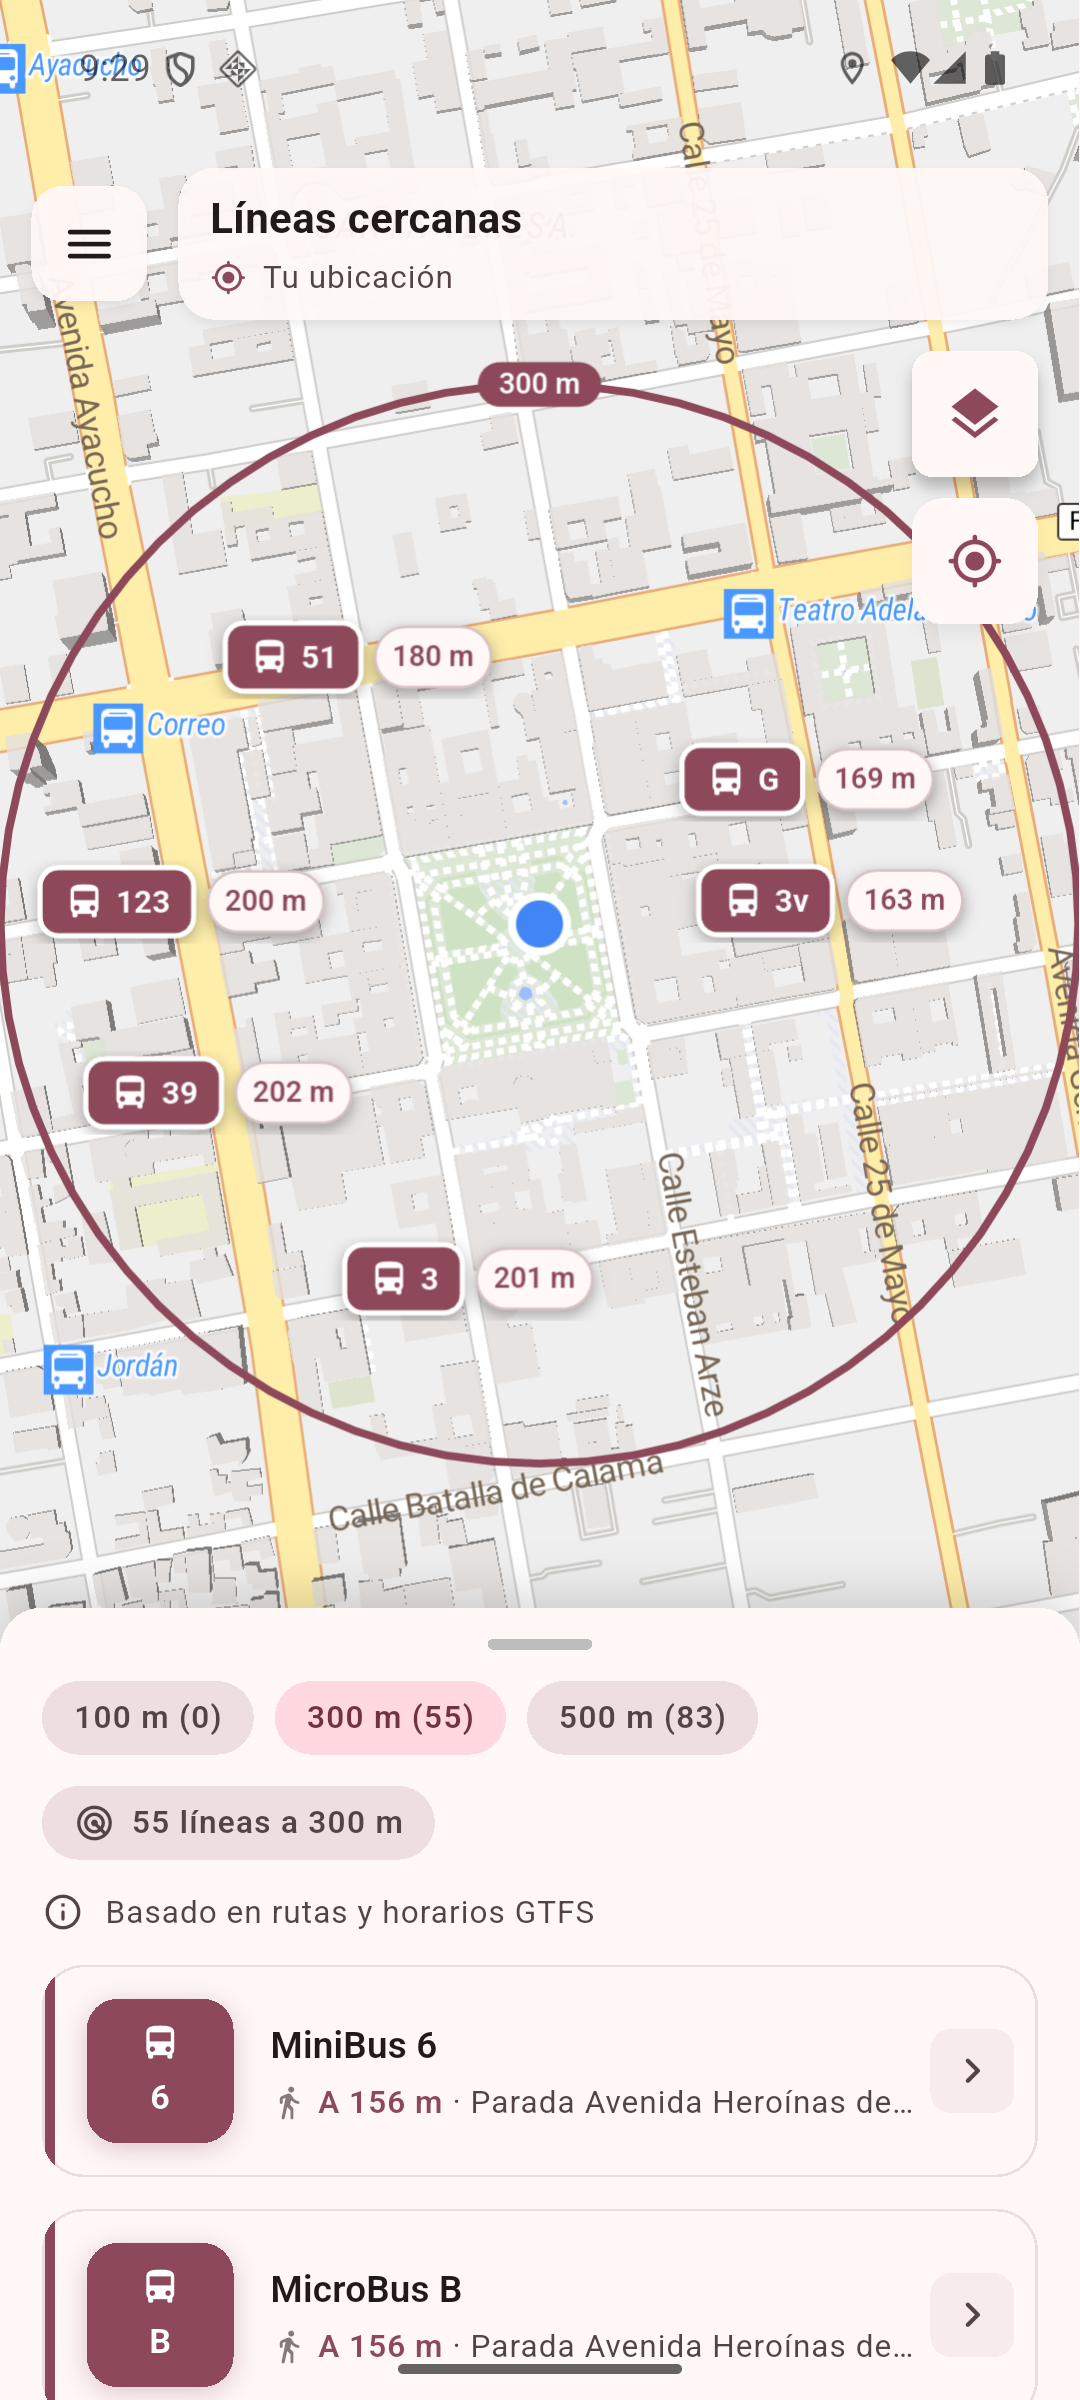 Ayacucho
9:29
Líneas cercanas
Tu ubicación
Calle 25 de Mayo
Avenida Ayacucho
300 m
Teatro Adela
51
180 m
Correo
G
169 m
123
200 m
3v
163 m
39
202 m
Calle 25 de Mayo
Calle Esteban Arze
3
201 m
Jordán
Calle Batalla de Calama
100 m (0)
300 m (55)
500 m (83)
55 líneas a 300 m
Basado en rutas y horarios GTFS
6
MiniBus 6
A 156 m · Parada Avenida Heroínas de…
B
MicroBus B
A 156 m · Parada Avenida Heroínas de…